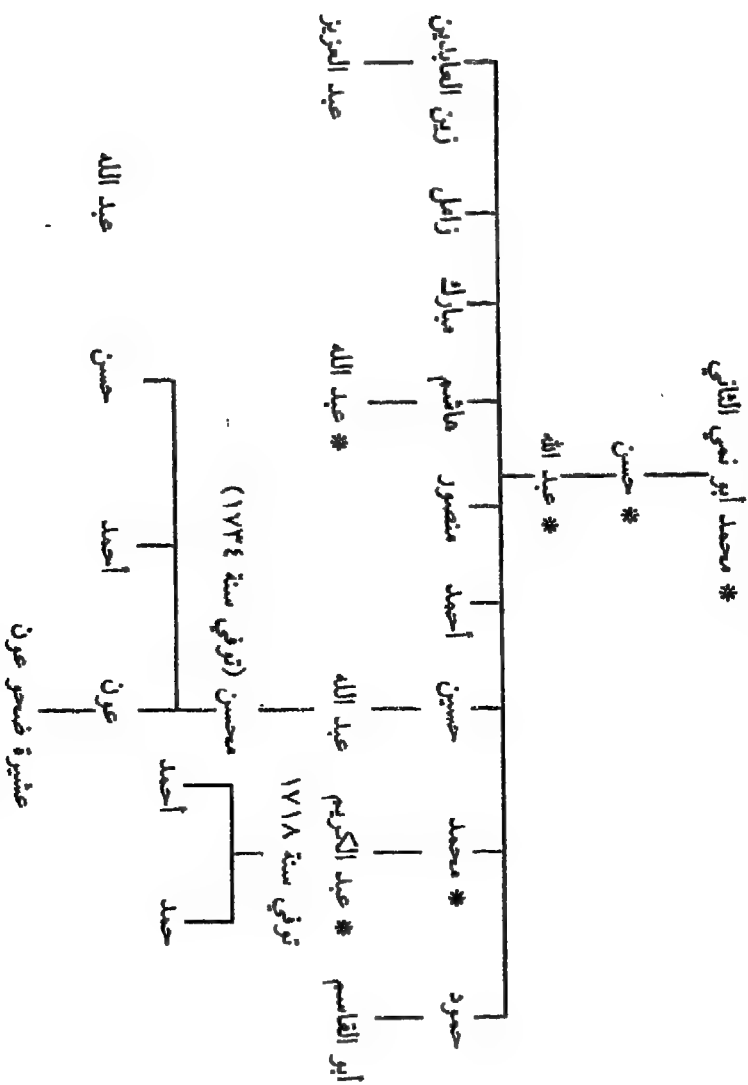 * محمد أبو نمي الثاني
* حسن
* عبد الله
حمود * محمد حسين أحمد منصور هاشم مبارك زامل زين العابدين
أبو القاسم * عبد الكريم عبد الله * عبد الله عبد العزيز
توفي سنة ١٧١٨
محسن (توفي سنة ١٧٣٤)
حمد أحمد
عون أحمد حسن عبد الله
عشيرة ضحو عون